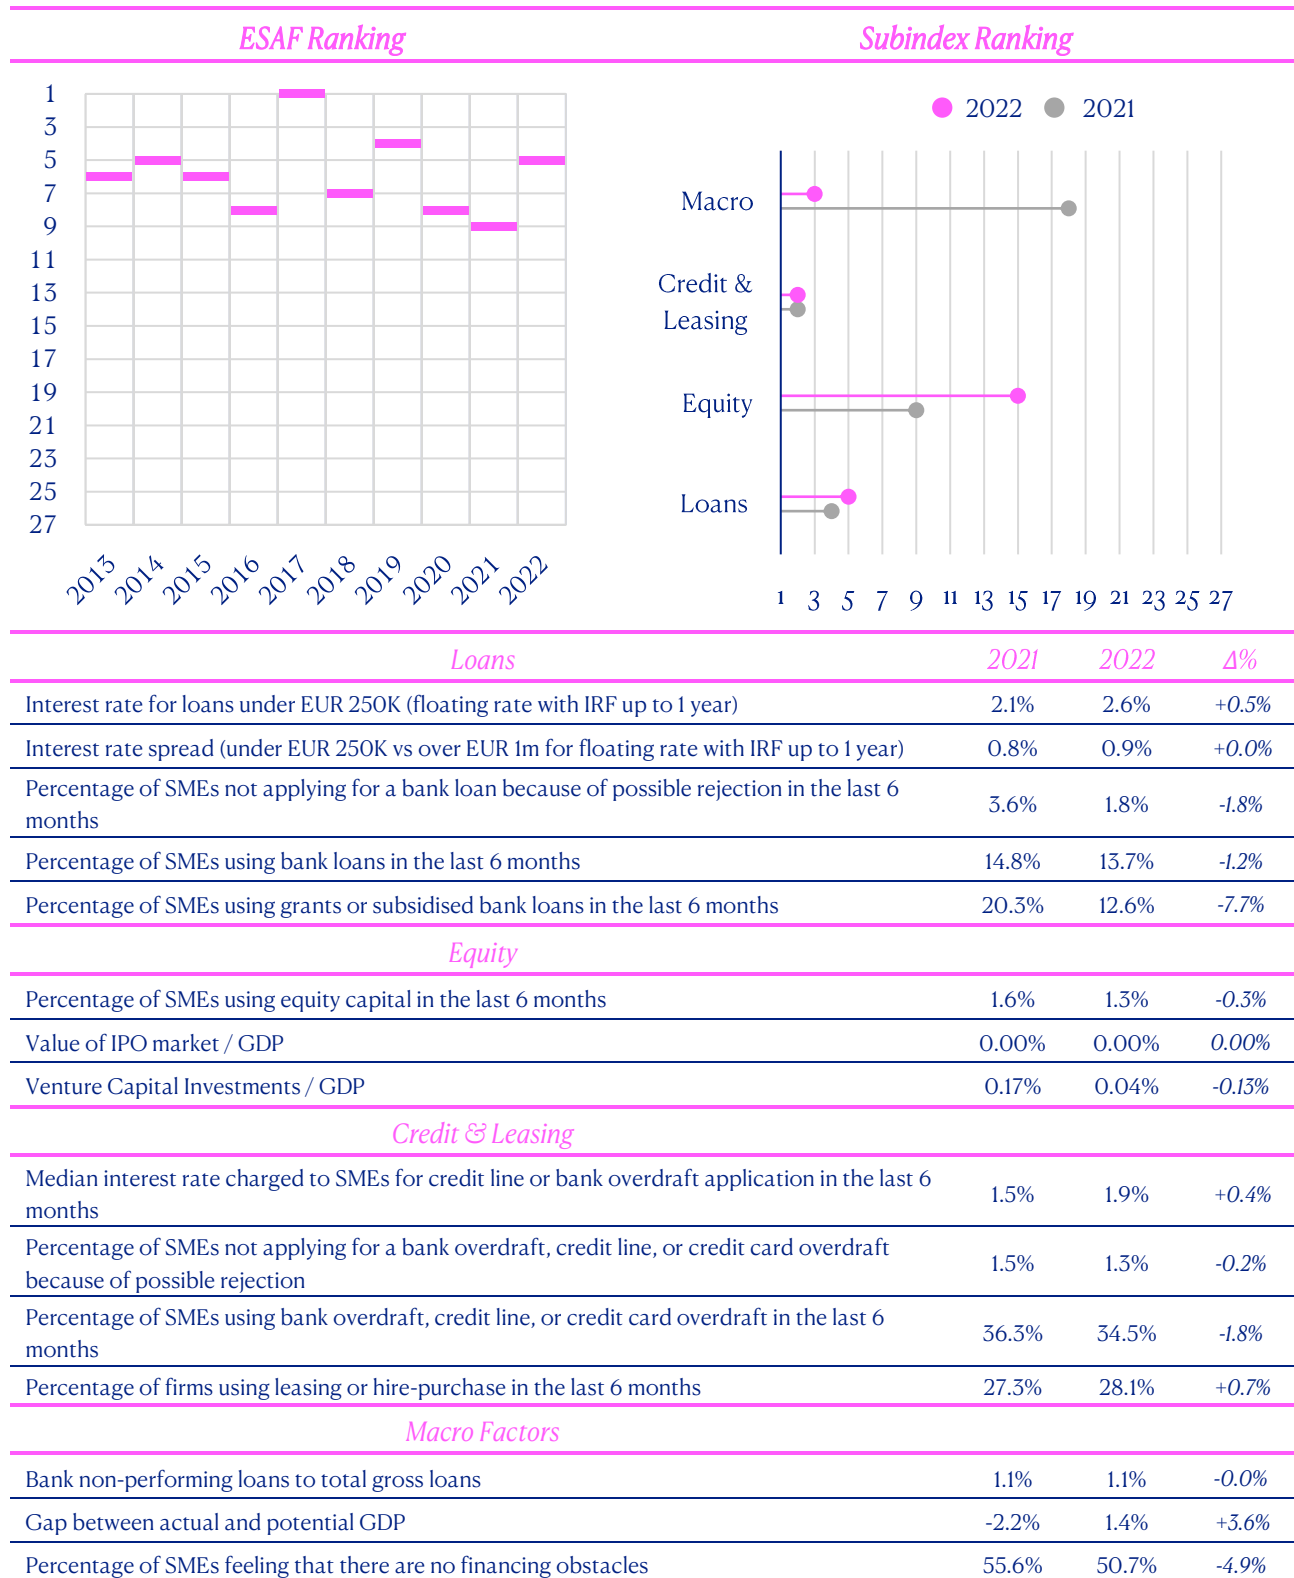 ESAF Ranking
Subindex Ranking
1
3
5
7
9
11
13
15
17
19
21
23
25
27
2013
2014
2015
2016
2017
2018
2019
2020
2021
2022
2022
2021
Macro
Credit &
Leasing
Equity
Loans
1 3 5 7 9 11 13 15 17 19 21 23 25 27
Loans 2021 2022 Δ%
Interest rate for loans under EUR 250K (floating rate with IRF up to 1 year) 2.1% 2.6% +0.5%
Interest rate spread (under EUR 250K vs over EUR 1m for floating rate with IRF up to 1 year) 0.8% 0.9% +0.0%
Percentage of SMEs not applying for a bank loan because of possible rejection in the last 6
months 3.6% 1.8% -1.8%
Percentage of SMEs using bank loans in the last 6 months 14.8% 13.7% -1.2%
Percentage of SMEs using grants or subsidised bank loans in the last 6 months 20.3% 12.6% -7.7%
Equity
Percentage of SMEs using equity capital in the last 6 months 1.6% 1.3% -0.3%
Value of IPO market / GDP 0.00% 0.00% 0.00%
Venture Capital Investments / GDP 0.17% 0.04% -0.13%
Credit & Leasing
Median interest rate charged to SMEs for credit line or bank overdraft application in the last 6
months 1.5% 1.9% +0.4%
Percentage of SMEs not applying for a bank overdraft, credit line, or credit card overdraft
because of possible rejection 1.5% 1.3% -0.2%
Percentage of SMEs using bank overdraft, credit line, or credit card overdraft in the last 6
months 36.3% 34.5% -1.8%
Percentage of firms using leasing or hire-purchase in the last 6 months 27.3% 28.1% +0.7%
Macro Factors
Bank non-performing loans to total gross loans 1.1% 1.1% -0.0%
Gap between actual and potential GDP -2.2% 1.4% +3.6%
Percentage of SMEs feeling that there are no financing obstacles 55.6% 50.7% -4.9%